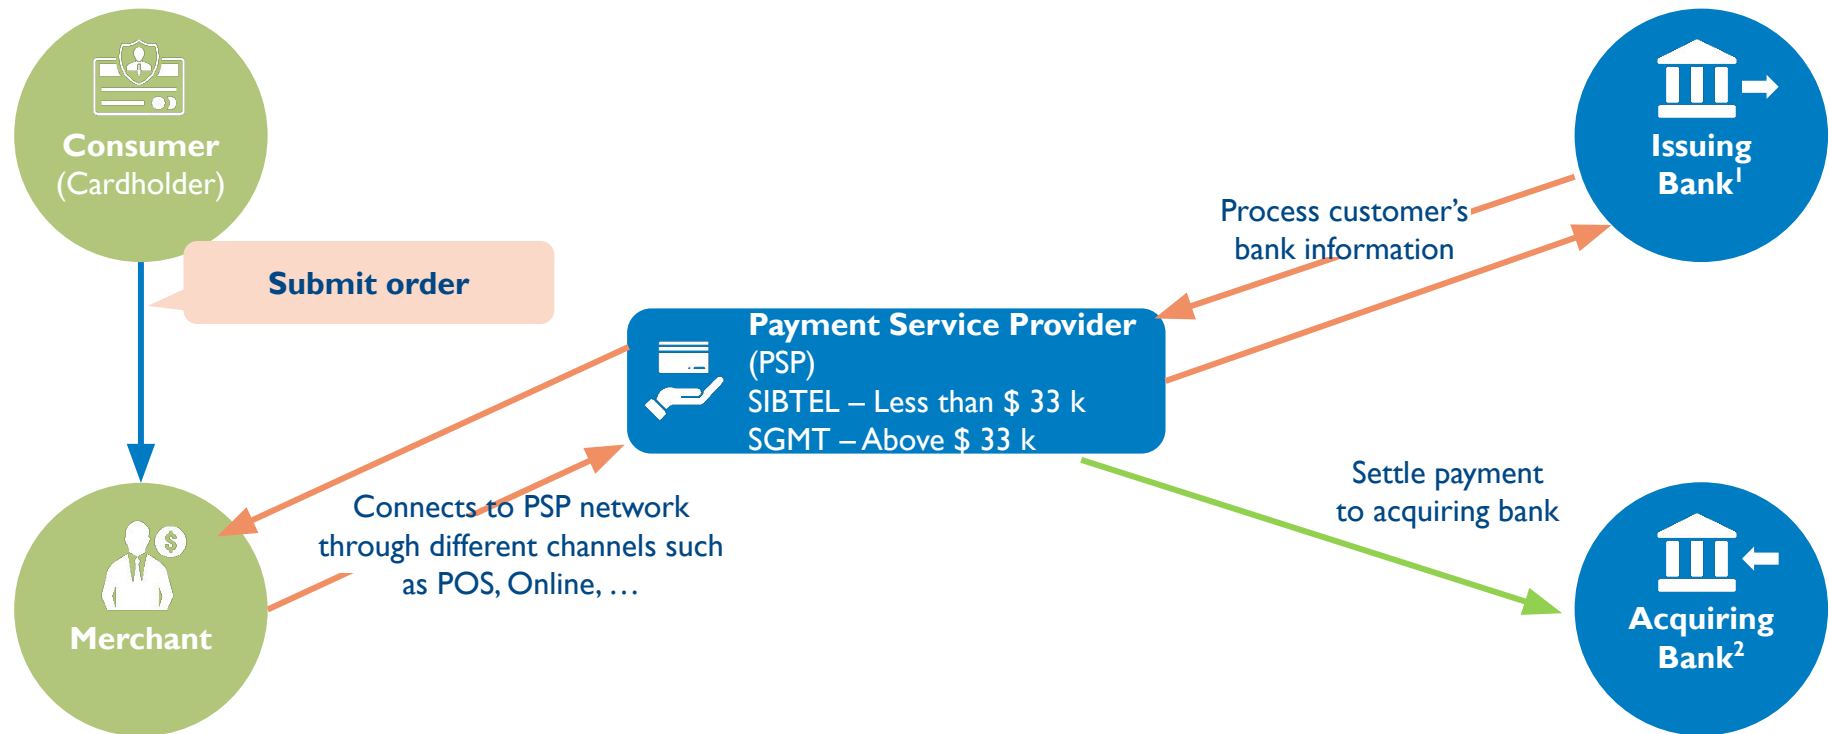 Consumer
(Cardholder)
Submit order
Merchant
Connects to PSP network
through different channels such
as POS, Online, …
Payment Service Provider
(PSP)
SIBTEL – Less than $ 33 k
SGMT – Above $ 33 k
Process customer’s
bank information
Issuing
Bank¹
Settle payment
to acquiring bank
Acquiring
Bank²
$